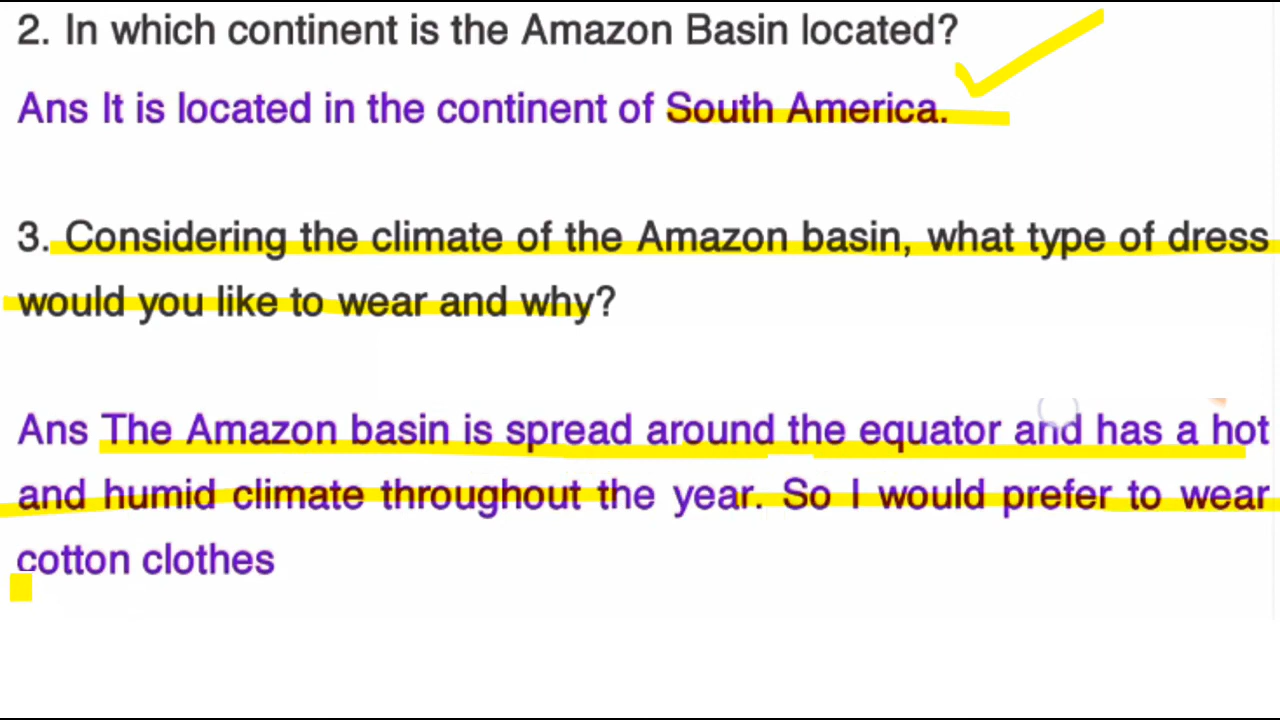 2. In which continent is the Amazon Basin located?
Ans It is located in the continent of South America.
3. Considering the climate of the Amazon basin, what type of dress
would you like to wear and why?
Ans The Amazon basin is spread around the equator and has a hot
and humid climate throughout the year. So I would prefer to wear
cotton clothes